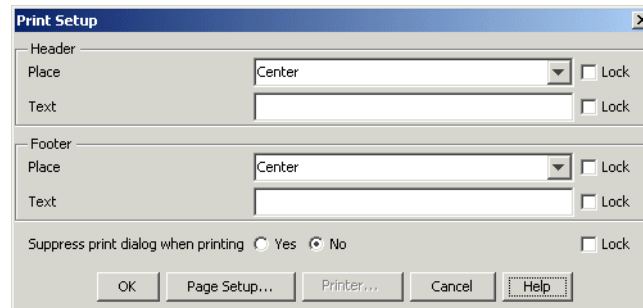 Print Setup
Header
Place Center Lock
Text Lock
Footer
Place Center Lock
Text Lock
Suppress print dialog when printing Yes No Lock
OK Page Setup... Printer... Cancel Help